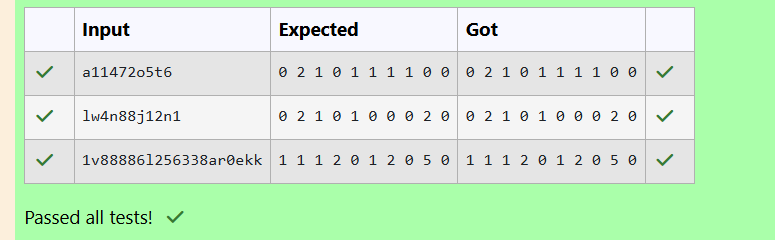 Input Expected Got
a11472o5t6 0 2 1 0 1 1 1 1 0 0 0 2 1 0 1 1 1 1 0 0
lw4n88j12n1 0 2 1 0 1 0 0 0 2 0 0 2 1 0 1 0 0 0 2 0
1v88886l256338ar0ekk 1 1 1 2 0 1 2 0 5 0 1 1 1 2 0 1 2 0 5 0
Passed all tests!